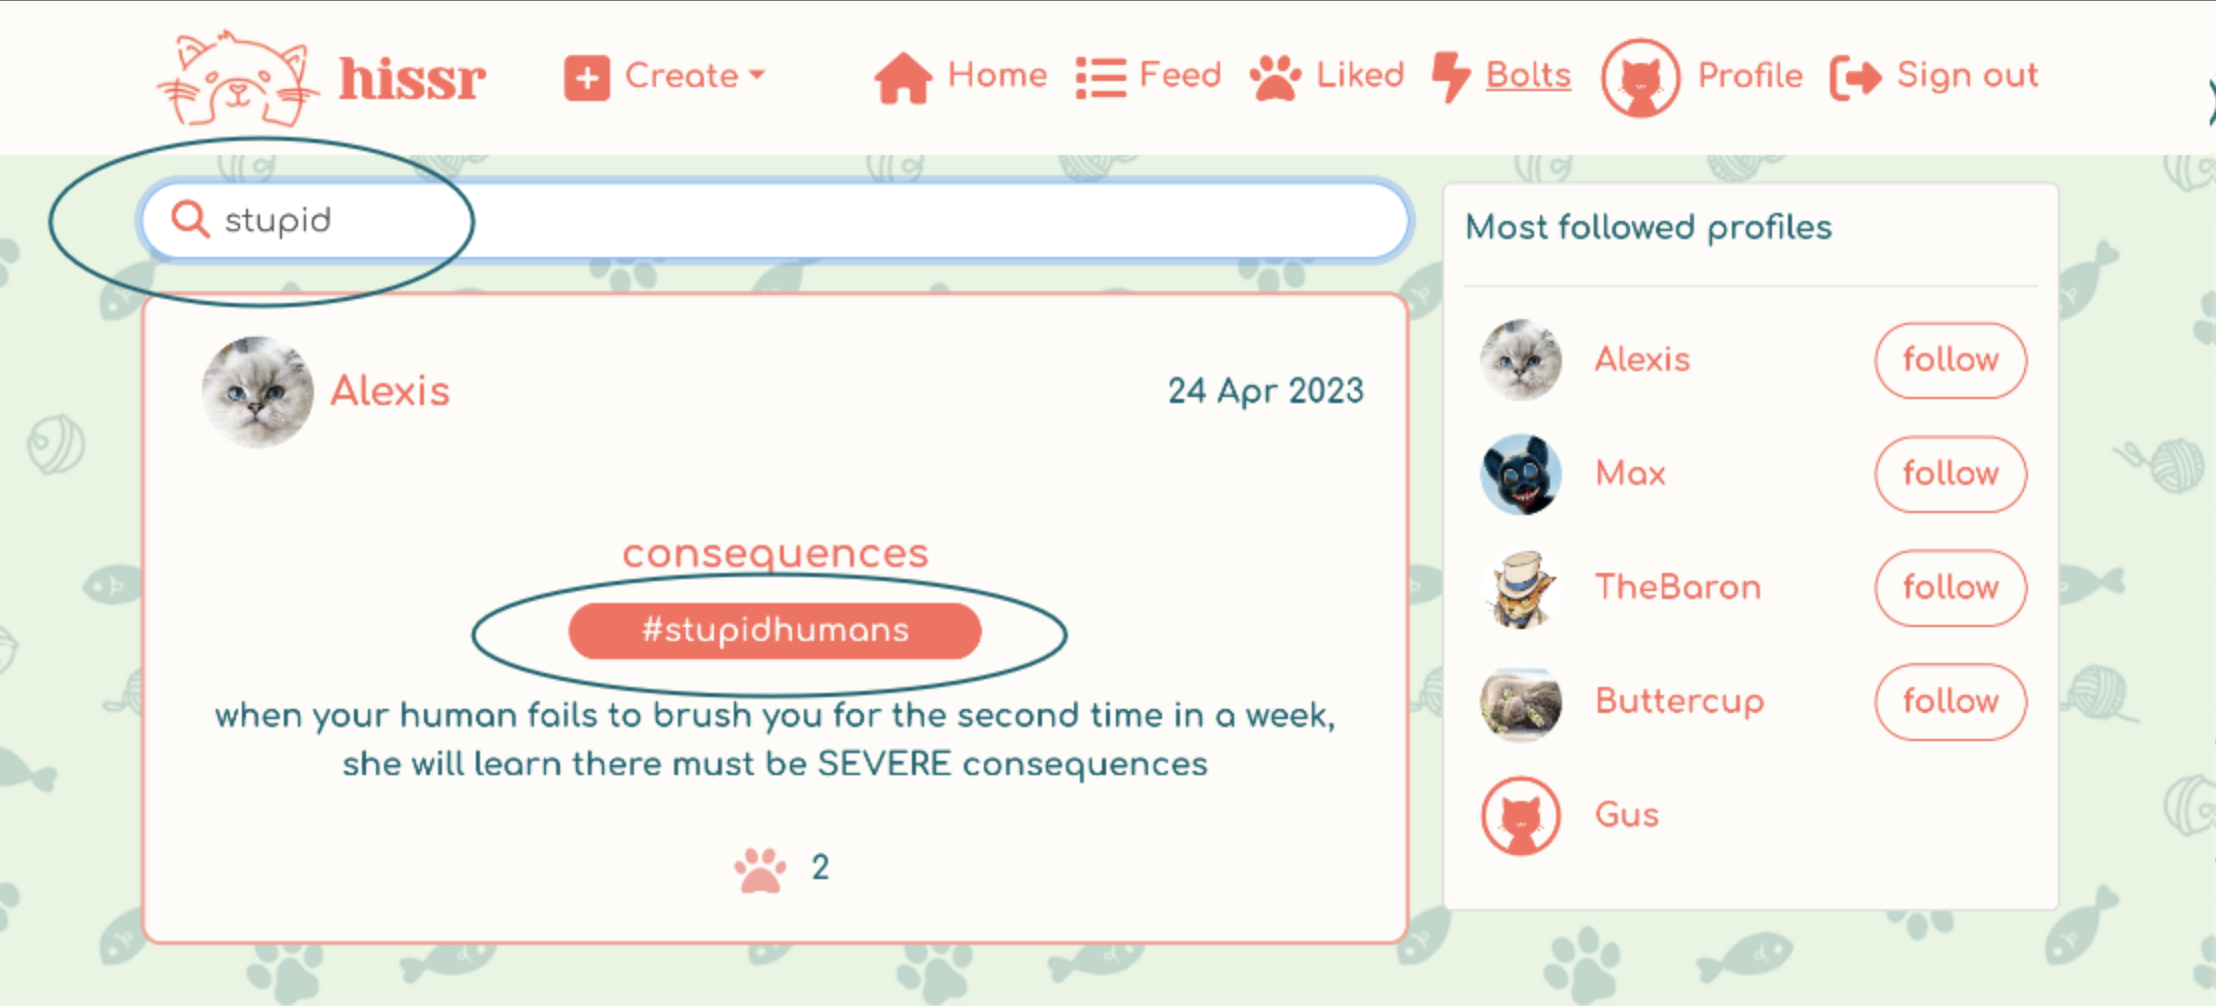 hissr
Create
Home
Feed
Liked
Bolts
Profile
Sign out
stupid
Alexis
24 Apr 2023
consequences
#stupidhumans
when your human fails to brush you for the second time in a week,
she will learn there must be SEVERE consequences
2
Most followed profiles
Alexis follow
Max follow
TheBaron follow
Buttercup follow
Gus